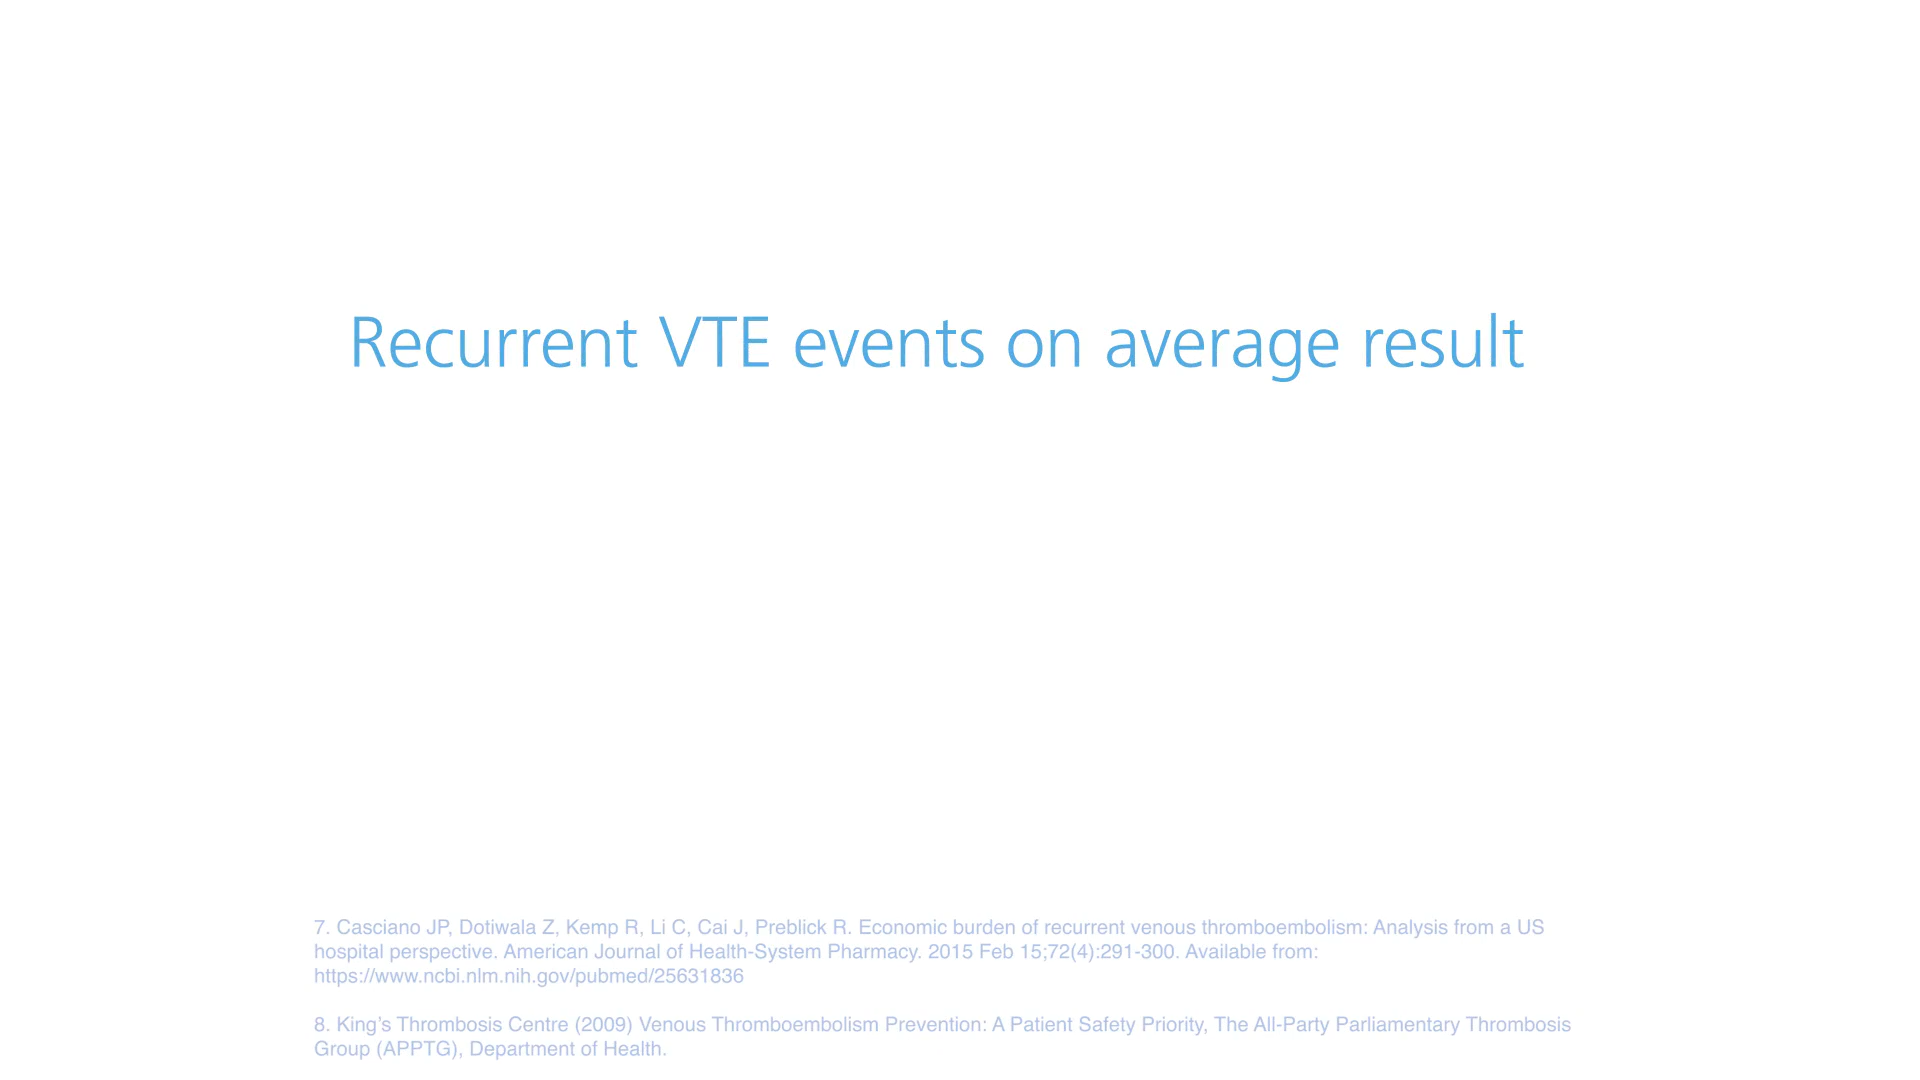 Recurrent VTE events on average result
7. Casciano JP, Dotiwala Z, Kemp R, Li C, Cai J, Preblick R. Economic burden of recurrent venous thromboembolism: Analysis from a US
hospital perspective. American Journal of Health-System Pharmacy. 2015 Feb 15;72(4):291-300. Available from:
https://www.ncbi.nlm.nih.gov/pubmed/25631836
8. King’s Thrombosis Centre (2009) Venous Thromboembolism Prevention: A Patient Safety Priority, The All-Party Parliamentary Thrombosis
Group (APPTG), Department of Health.